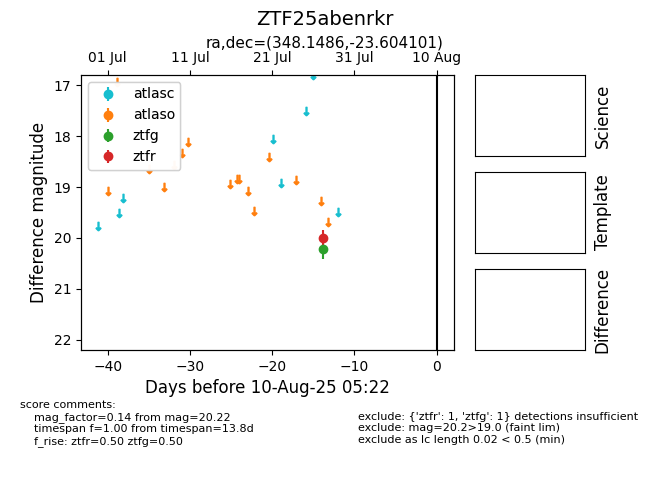 ZTF25abenrkr
ra,dec=(348.1486,-23.604101)
01 Jul 11 Jul 21 Jul 31 Jul 10 Aug
17
18
19
20
21
22
Difference magnitude
atlasc
atlaso
ztfg
ztfr
−40 −30 −20 −10 0
Days before 10-Aug-25 05:22
Science
Template
Difference
score comments:
mag_factor=0.14 from mag=20.22
timespan f=1.00 from timespan=13.8d
f_rise: ztfr=0.50 ztfg=0.50
exclude: {'ztfr': 1, 'ztfg': 1} detections insufficient
exclude: mag=20.2>19.0 (faint lim)
exclude as lc length 0.02 < 0.5 (min)